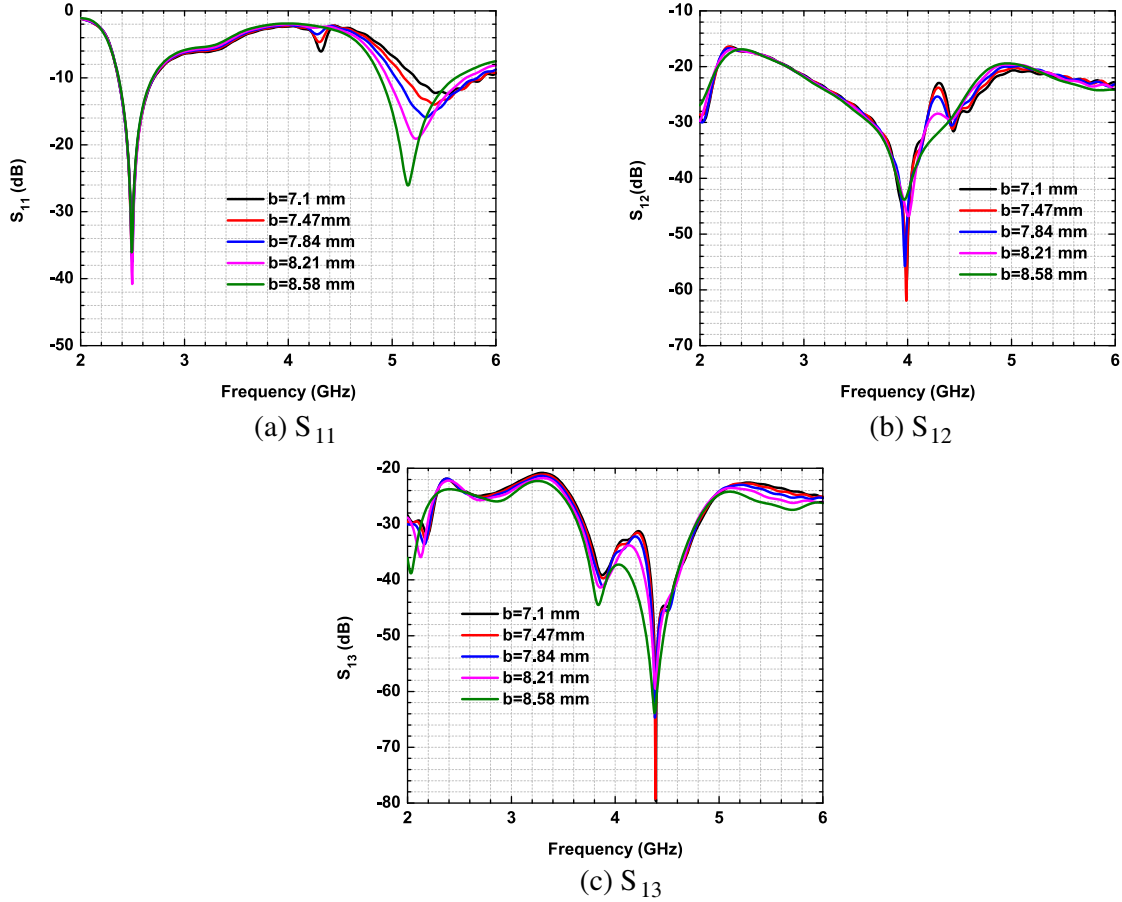 0
-10
-20
-30
-40
-50
S11 (dB)
b=7.1 mm
b=7.47mm
b=7.84 mm
b=8.21 mm
b=8.58 mm
2 3 4 5 6
Frequency (GHz)
(a) S11
-10
-20
-30
-40
-50
-60
-70
S12(dB)
b=7.1 mm
b=7.47mm
b=7.84 mm
b=8.21 mm
b=8.58 mm
2 3 4 5 6
Frequency (GHz)
(b) S12
-20
-30
-40
-50
-60
-70
-80
S13 (dB)
b=7.1 mm
b=7.47mm
b=7.84 mm
b=8.21 mm
b=8.58 mm
2 3 4 5 6
Frequency (GHz)
(c) S13